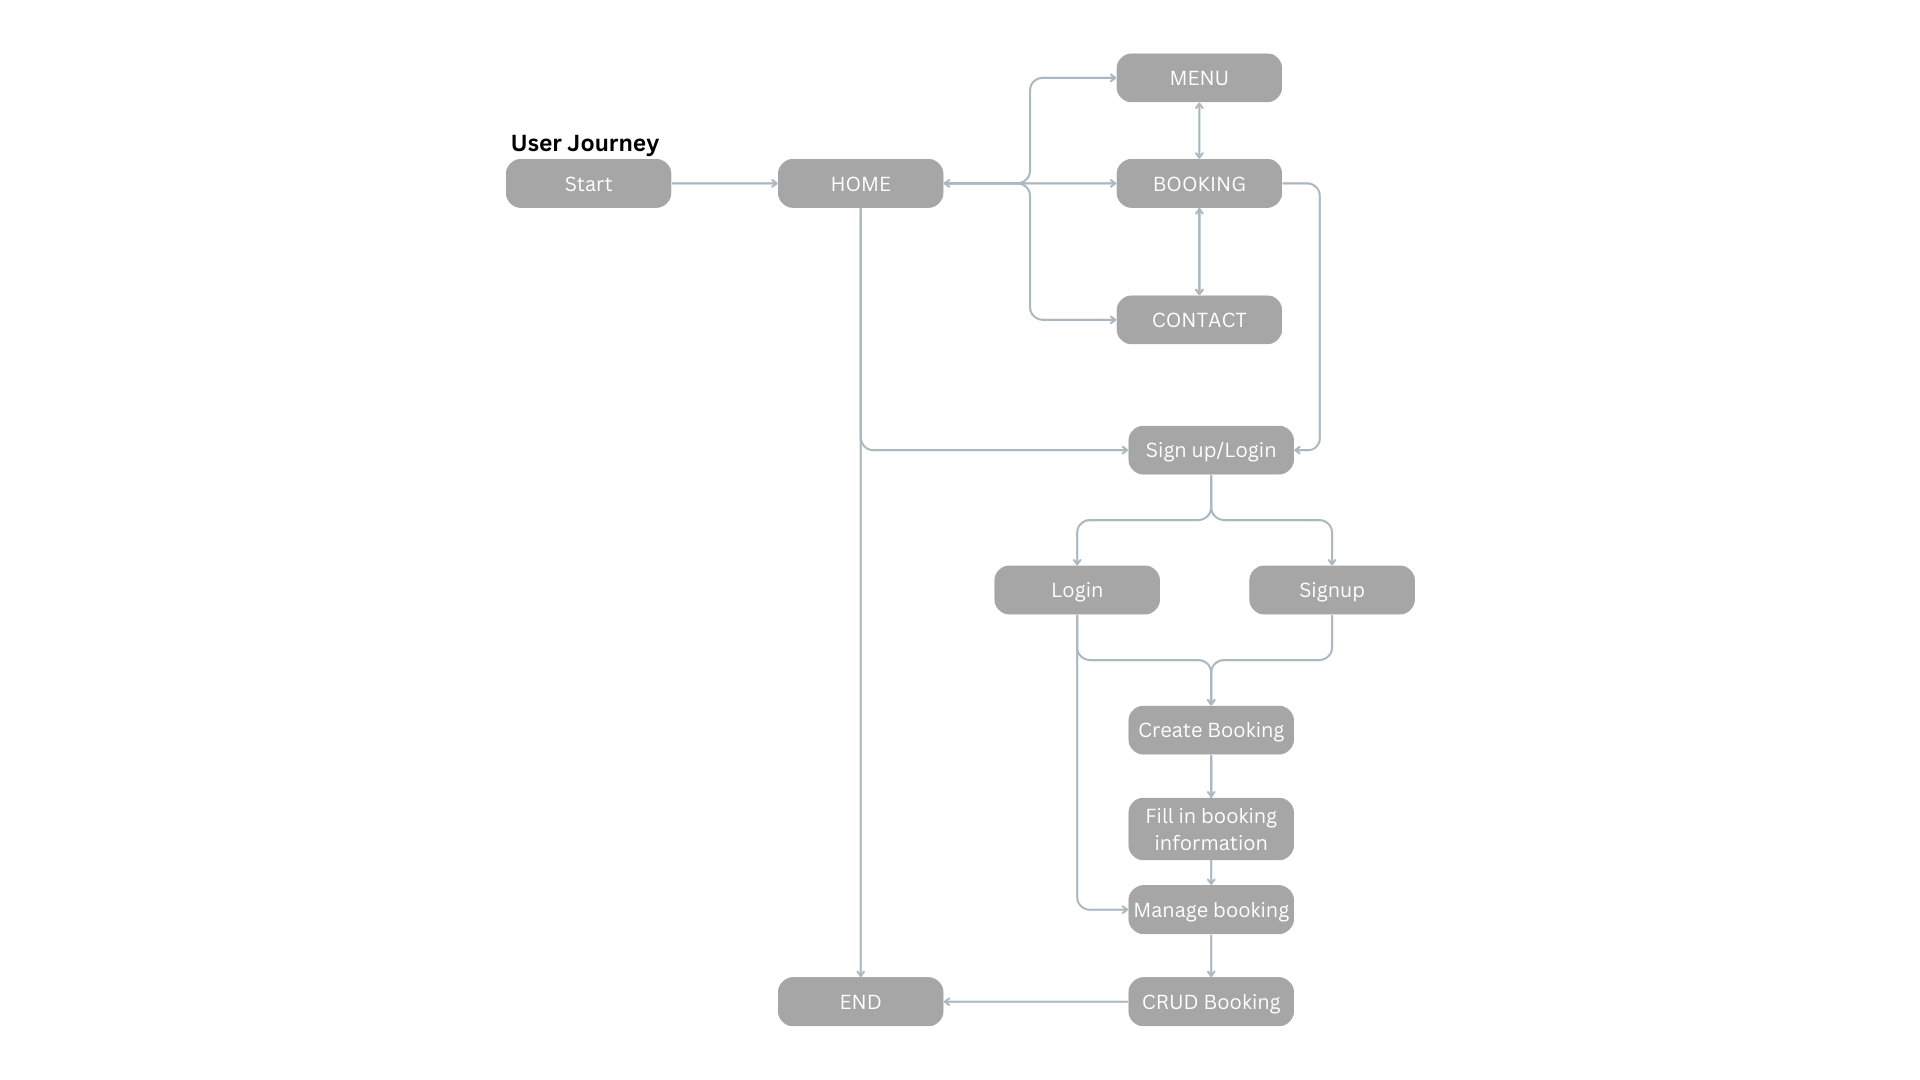 MENU
User Journey
Start
HOME
BOOKING
CONTACT
Sign up/Login
Login
Signup
Create Booking
Fill in booking
information
Manage booking
END
CRUD Booking